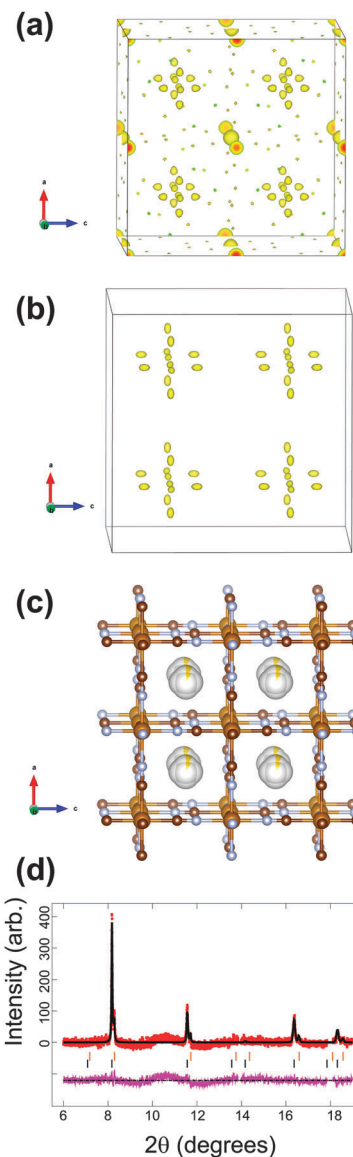 (a)
a
b
c
(b)
a
b
c
(c)
a
b
c
(d)
Intensity (arb.)
400
300
200
100
0
6 8 10 12 14 16 18
2θ (degrees)